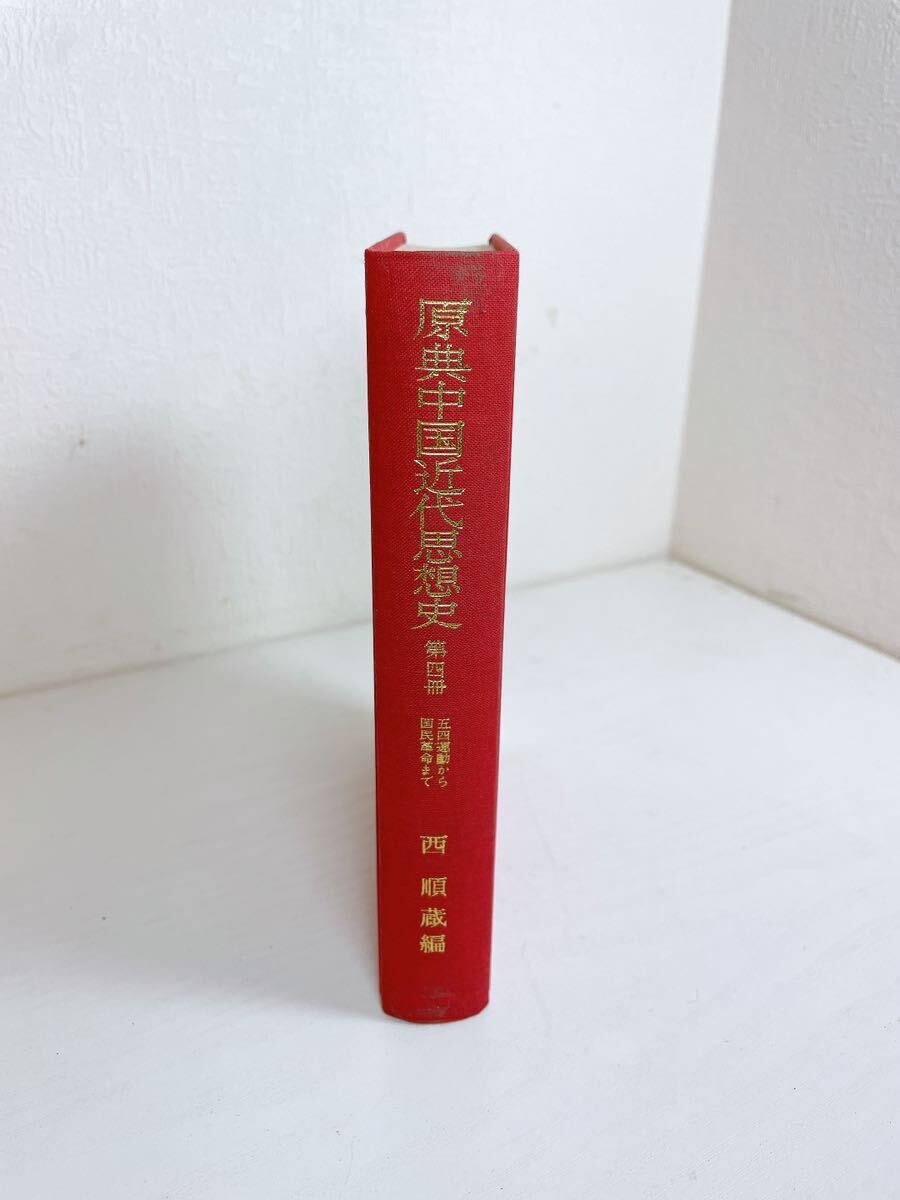 原典中国近代思想史
第四冊
五四運動から
国民革命まで
西順蔵編